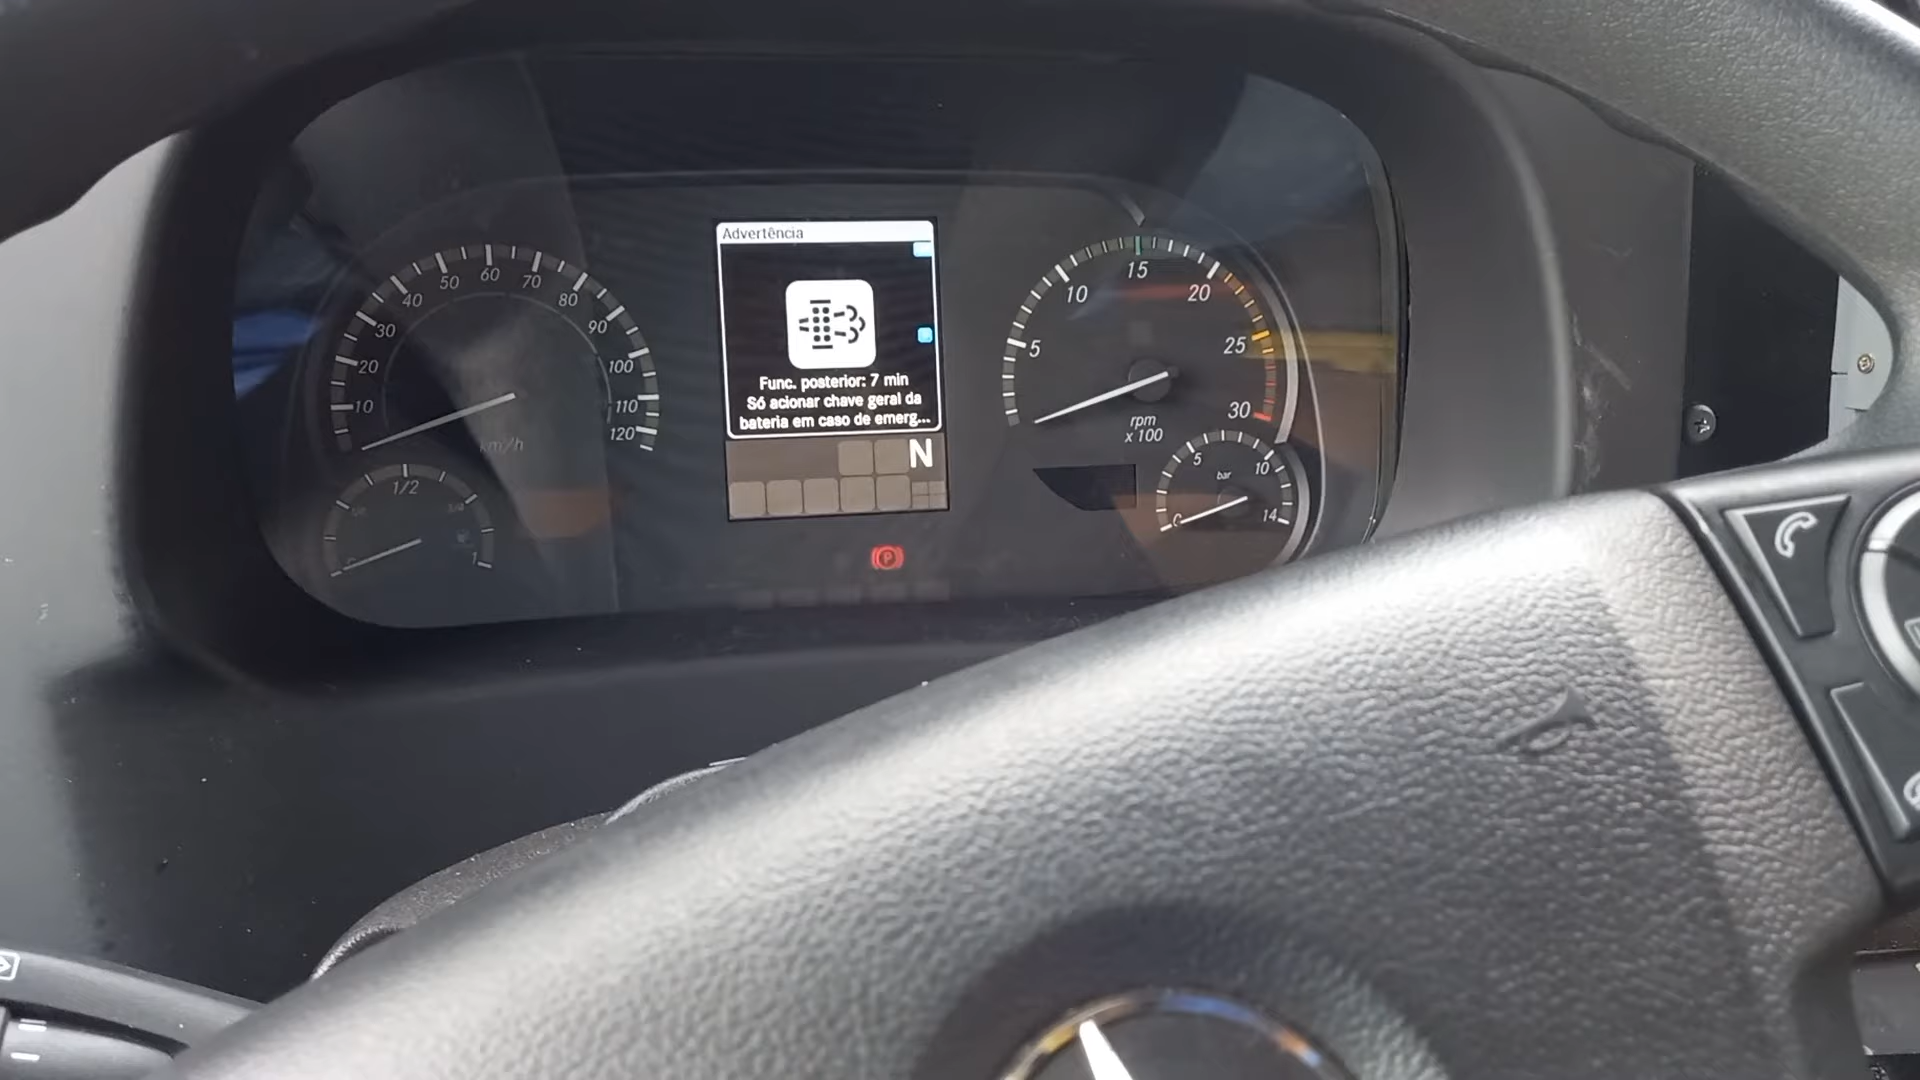 Advertência
Func. posterior: 7 min
Só acionar chave geral da
bateria em caso de emerg...
N
10
20
30
40
50
60
70
80
90
100
110
120
km/h
1/2
1
5
10
15
20
25
30
rpm
x 100
5
10
bar
0
14
P